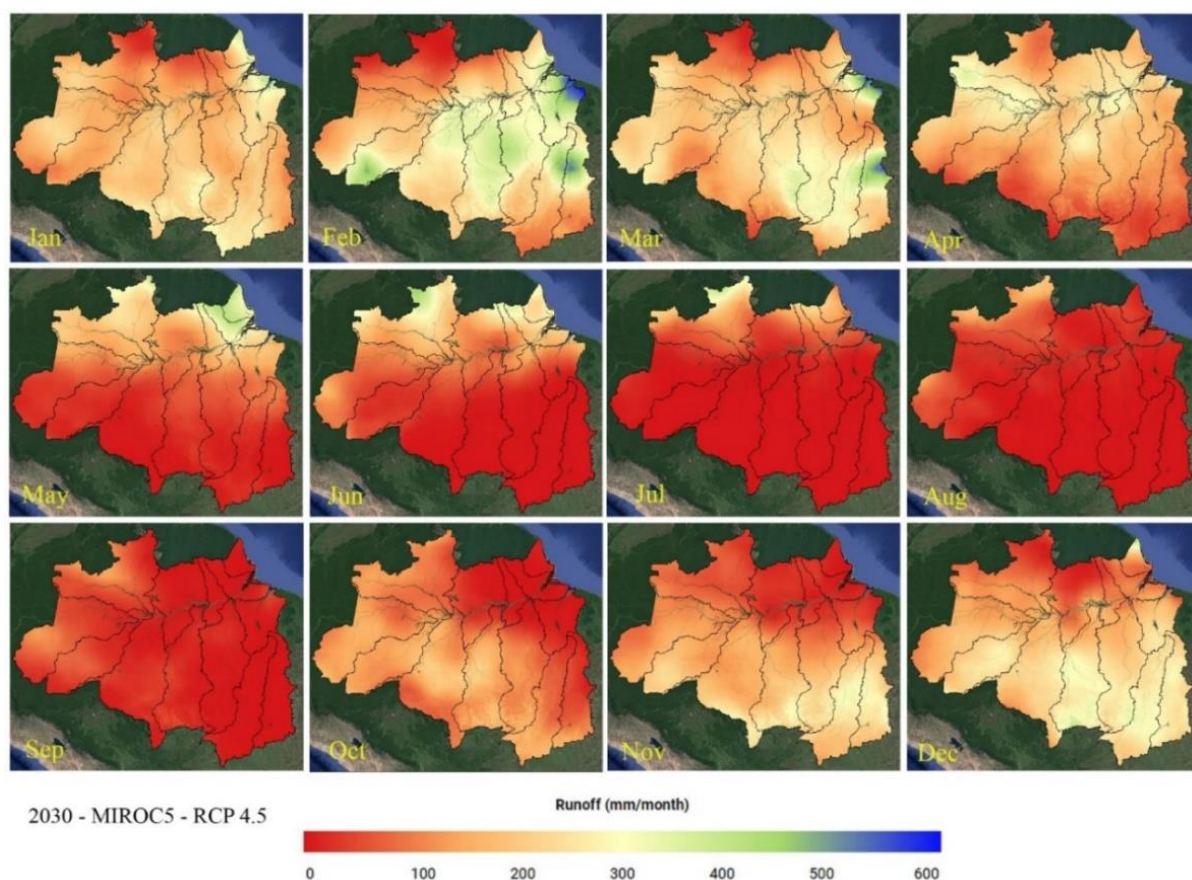 Jan Feb Mar Apr
May Jun Jul Aug
Sep Oct Nov Dec
2030 - MIROC5 - RCP 4.5
Runoff (mm/month)
0 100 200 300 400 500 600